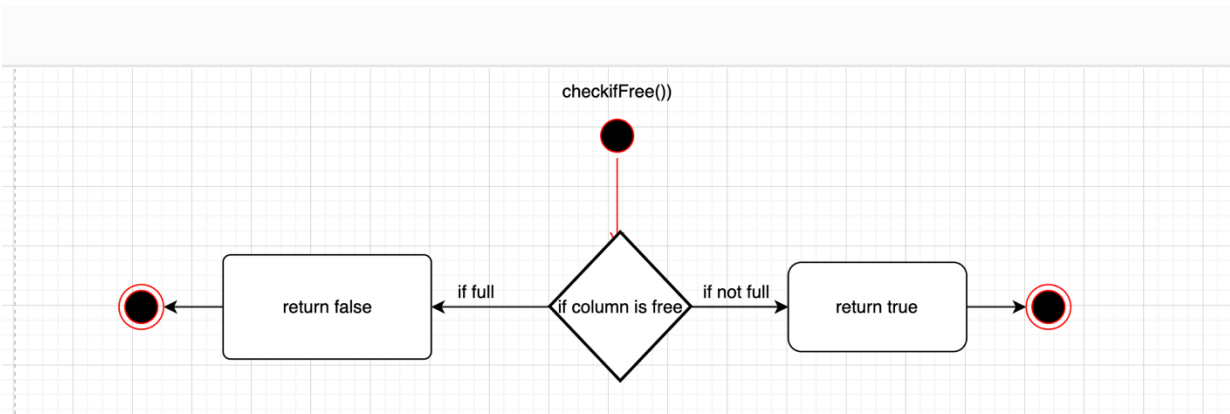 checkifFree())
return false
if full
if column is free
if not full
return true